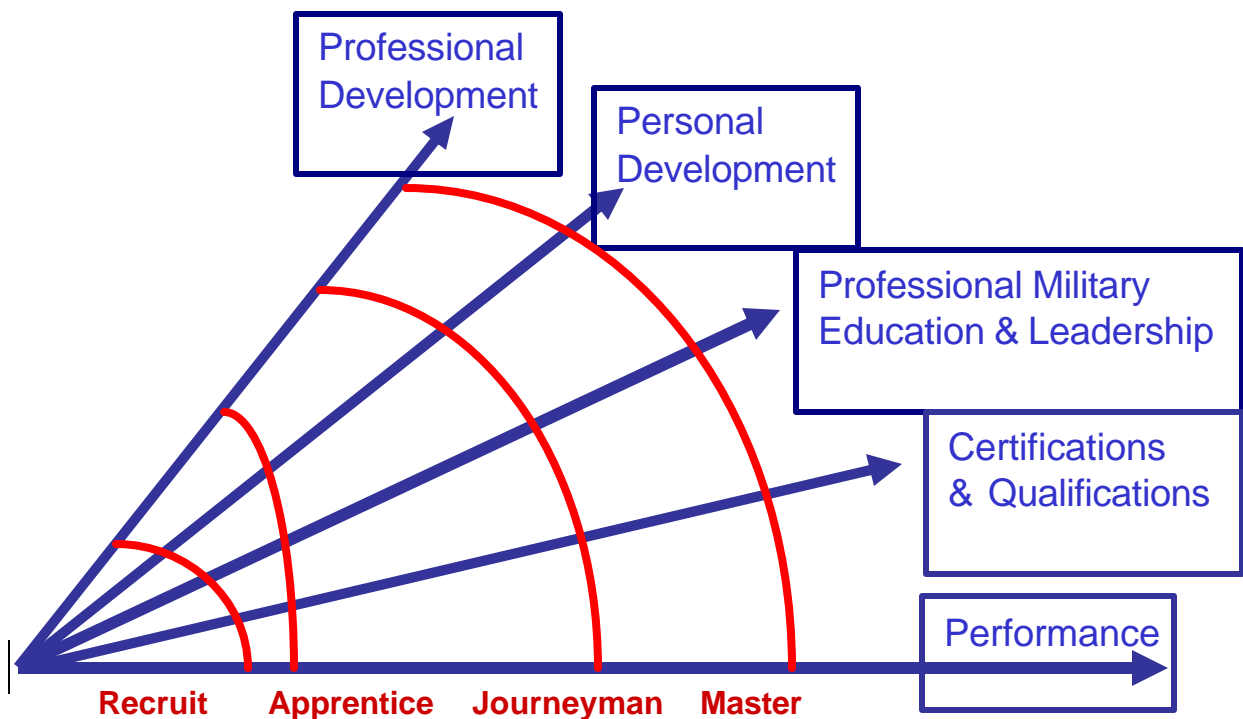 Professional
Development
Personal
Development
Professional Military
Education & Leadership
Certifications
& Qualifications
Performance
Recruit Apprentice Journeyman Master